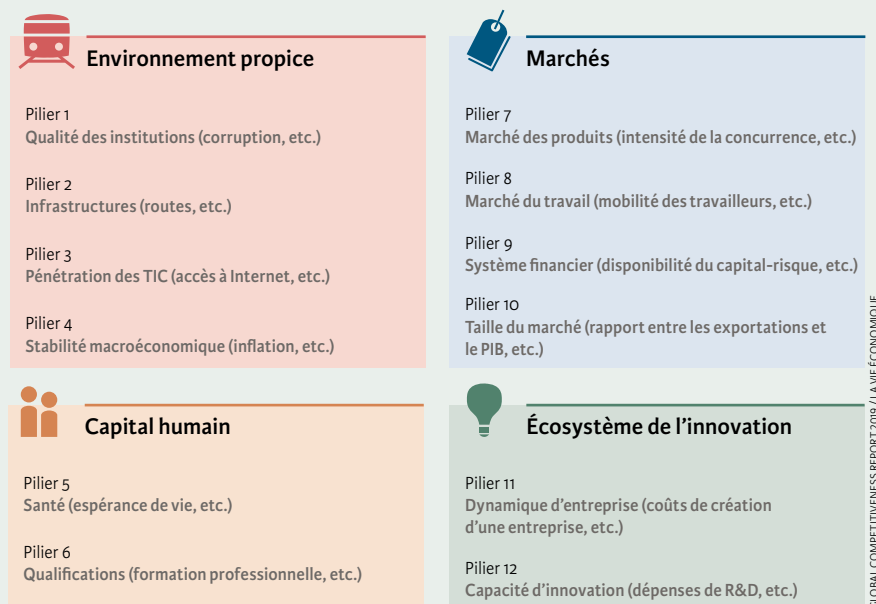 Environnement propice
Pilier 1
Qualité des institutions (corruption, etc.)
Pilier 2
Infrastructures (routes, etc.)
Pilier 3
Pénétration des TIC (accès à Internet, etc.)
Pilier 4
Stabilité macroéconomique (inflation, etc.)
Marchés
Pilier 7
Marché des produits (intensité de la concurrence, etc.)
Pilier 8
Marché du travail (mobilité des travailleurs, etc.)
Pilier 9
Système financier (disponibilité du capital-risque, etc.)
Pilier 10
Taille du marché (rapport entre les exportations et
le PIB, etc.)
Capital humain
Pilier 5
Santé (espérance de vie, etc.)
Pilier 6
Qualifications (formation professionnelle, etc.)
Écosystème de l’innovation
Pilier 11
Dynamique d’entreprise (coûts de création
d’une entreprise, etc.)
Pilier 12
Capacité d’innovation (dépenses de R&D, etc.)
GLOBAL COMPETITIVENESS REPORT 2019 / LA VIE ÉCONOMIQUE